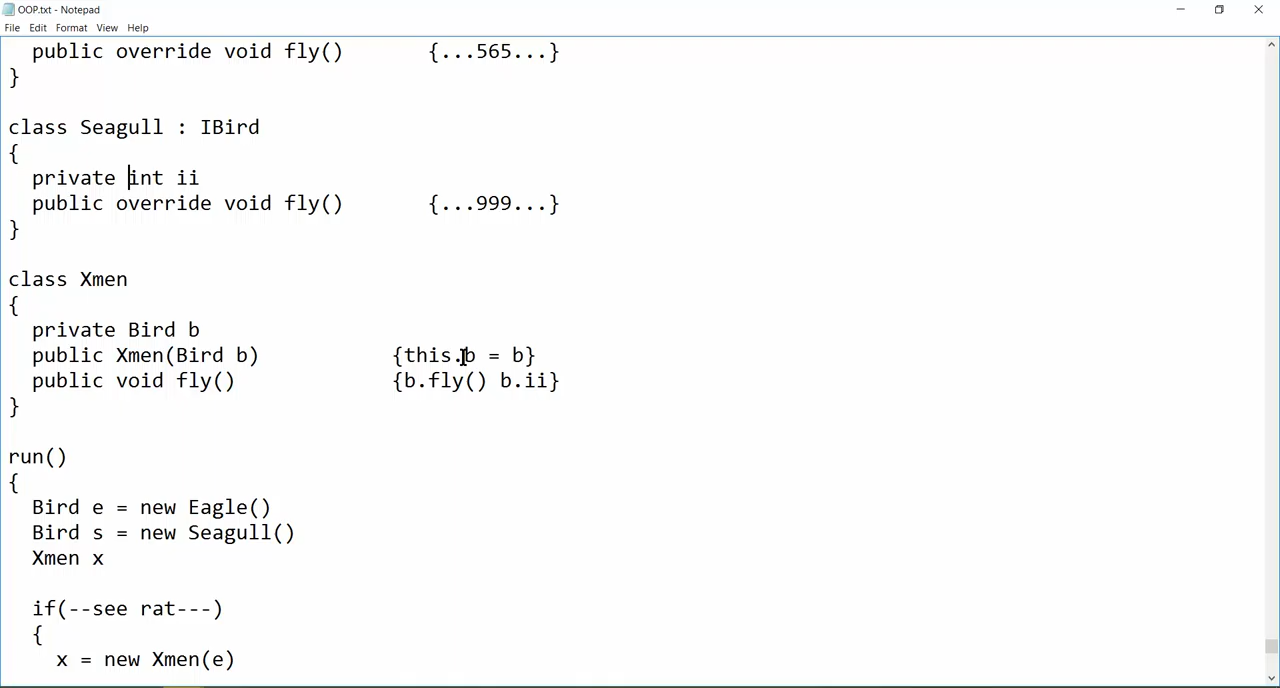 OOP.txt - Notepad
File Edit Format View Help
public override void fly() {...565...}
}
class Seagull : IBird
{
private int ii
public override void fly() {...999...}
}
class Xmen
{
private Bird b
public Xmen(Bird b) {this.b = b}
public void fly() {b.fly() b.ii}
}
run()
{
Bird e = new Eagle()
Bird s = new Seagull()
Xmen x
if(--see rat---)
{
x = new Xmen(e)